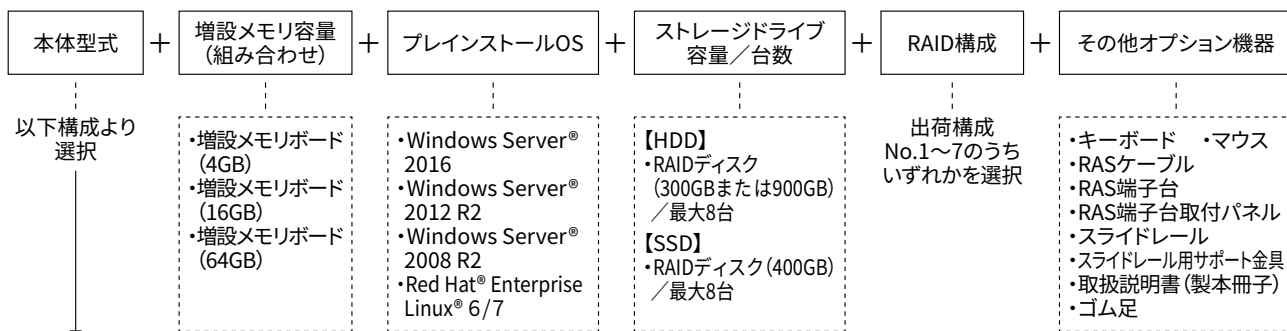 本体型式 + 増設メモリ容量 + プレインストールOS + ストレージドライブ + RAID構成 + その他オプション機器
(組み合わせ)
容量／台数
以下構成より
選択
・増設メモリボード
(4GB)
・増設メモリボード
(16GB)
・増設メモリボード
(64GB)
・Windows Server®
2016
・Windows Server®
2012 R2
・Windows Server®
2008 R2
・Red Hat® Enterprise
Linux® 6/7
【HDD】
・RAIDディスク
(300GBまたは900GB)
／最大8台
【SSD】
・RAIDディスク(400GB)
／最大8台
出荷構成
No.1～7のうち
いずれかを選択
・キーボード ・マウス
・RASケーブル
・RAS端子台
・RAS端子台取付パネル
・スライドレール
・スライドレール用サポート金具
・取扱説明書(製本冊子)
・ゴム足